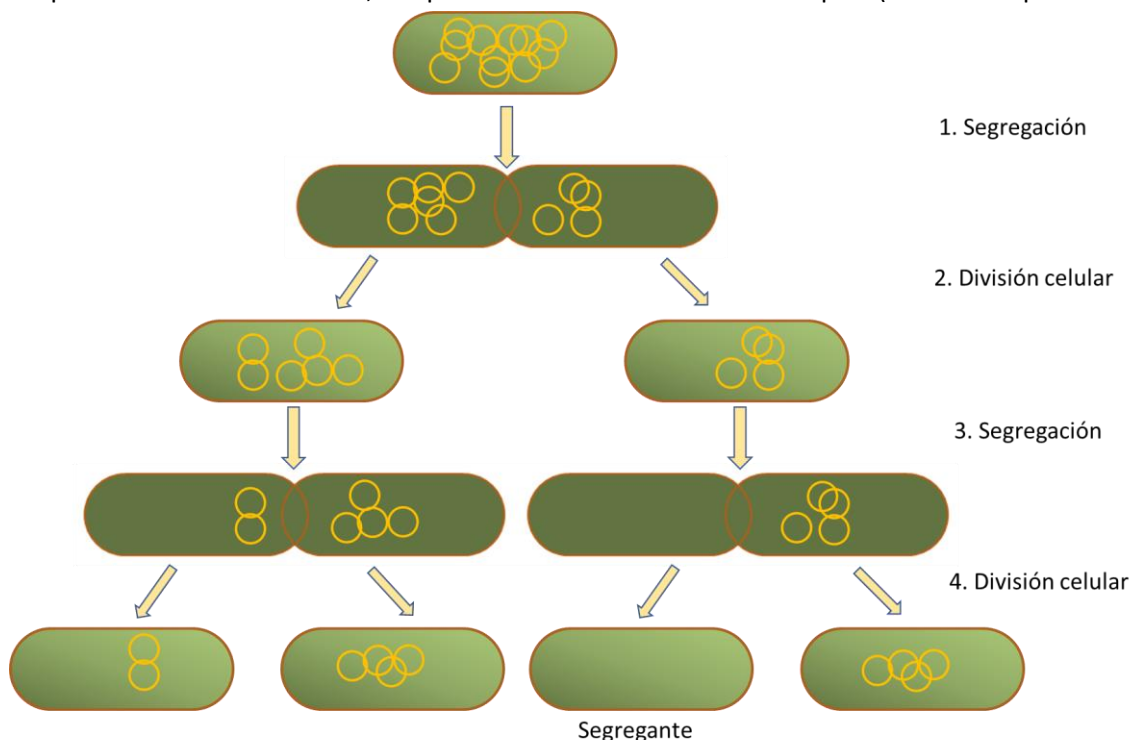 1. Segregación
2. División celular
3. Segregación
4. División celular
Segregante